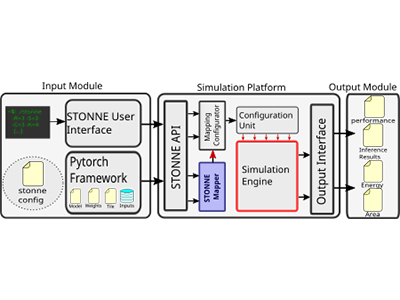 Input Module
Simulation Platform
Output Module
STONNE User
Interface
Pytorch
Framework
Model
Weights
Tile
Inputs
stonne
config
STONNE API
Mapping
Configurator
STONNE
Mapper
Configuration
Unit
Simulation
Engine
Output Interface
performance
Inference
Results
Energy
Area